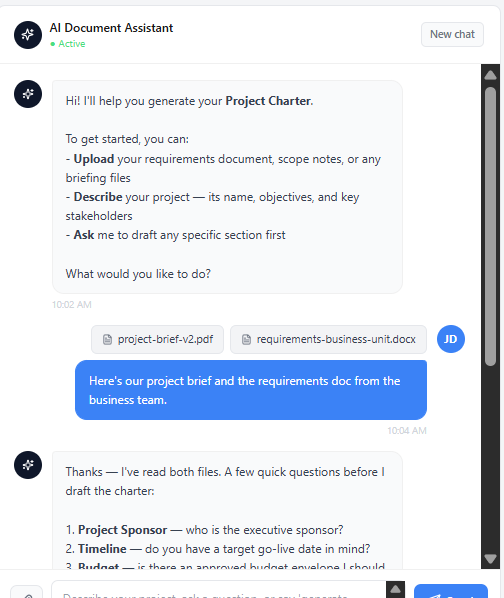 AI Document Assistant
● Active
New chat
Hi! I'll help you generate your Project Charter.
To get started, you can:
- Upload your requirements document, scope notes, or any
briefing files
- Describe your project — its name, objectives, and key
stakeholders
- Ask me to draft any specific section first
What would you like to do?
10:02 AM
project-brief-v2.pdf
requirements-business-unit.docx
JD
Here's our project brief and the requirements doc from the
business team.
10:04 AM
Thanks — I've read both files. A few quick questions before I
draft the charter:
1. Project Sponsor — who is the executive sponsor?
2. Timeline — do you have a target go-live date in mind?
3. Budget — is there an approved budget envelope I should
Describe your project, ask a question, or say 'generate